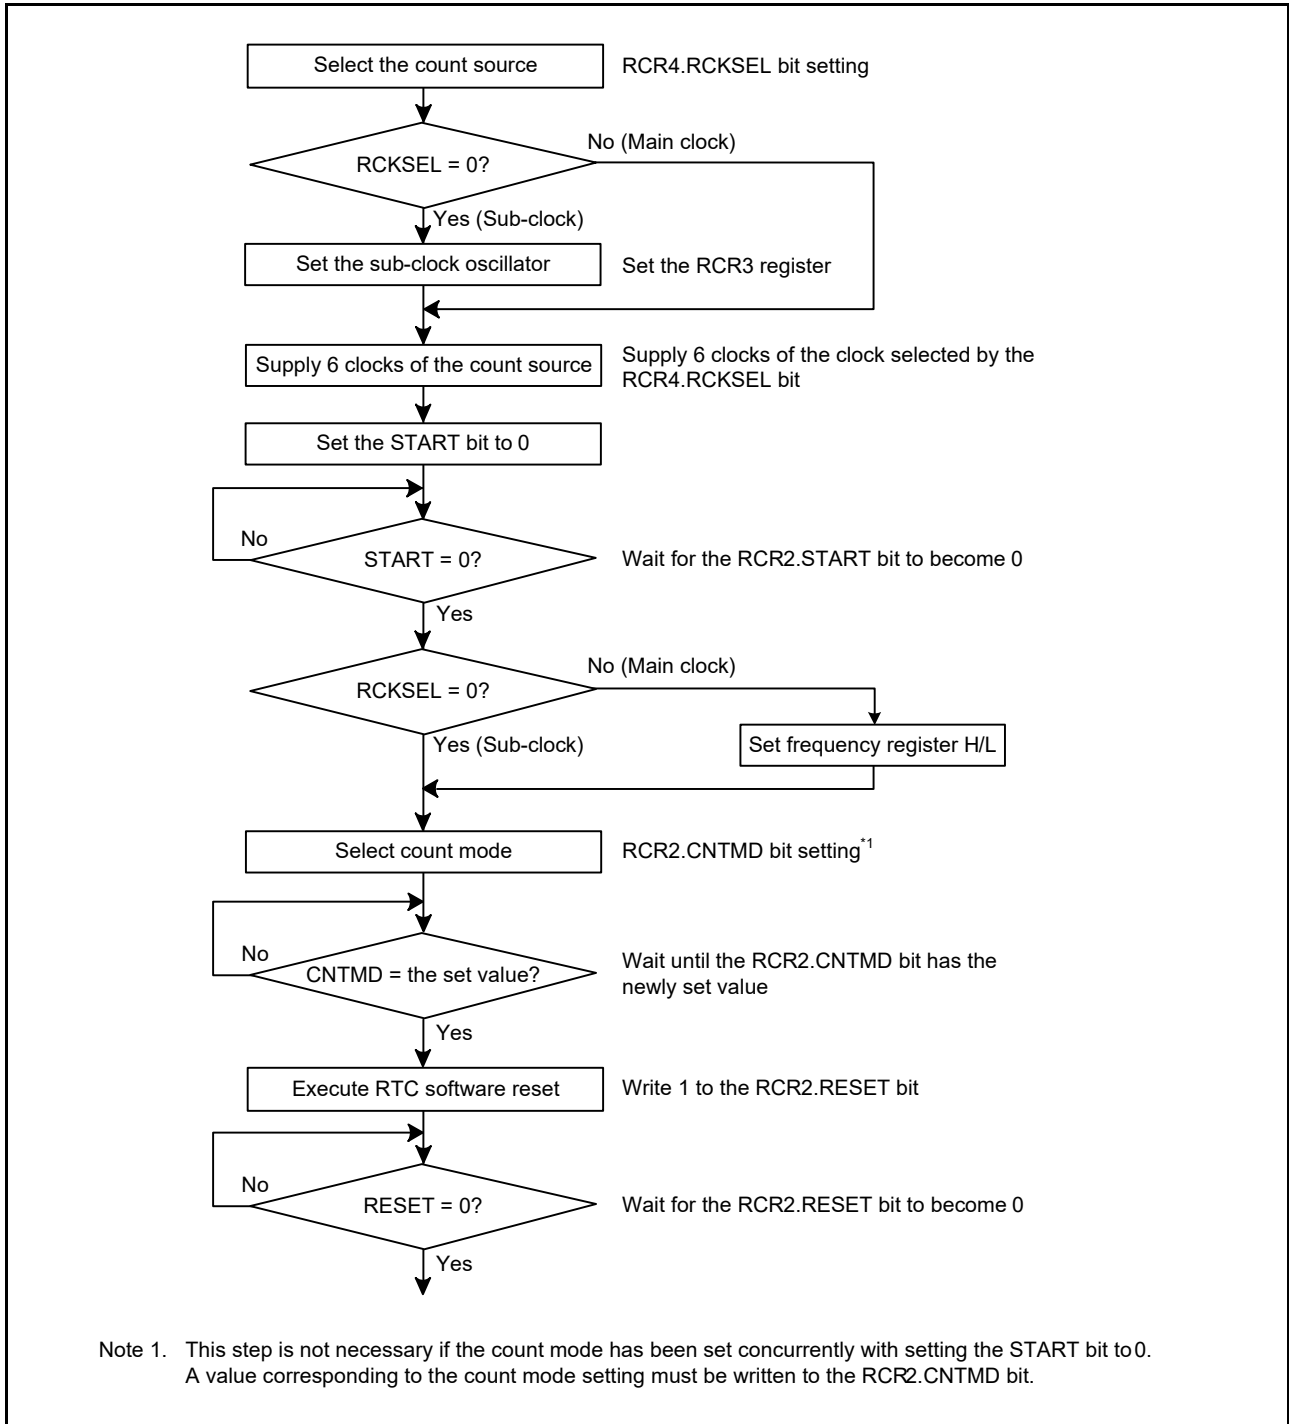 Select the count source
RCR4.RCKSEL bit setting
RCKSEL = 0?
No (Main clock)
Yes (Sub-clock)
Set the sub-clock oscillator
Set the RCR3 register
Supply 6 clocks of the count source
Supply 6 clocks of the clock selected by the
RCR4.RCKSEL bit
Set the START bit to 0
No
START = 0?
Wait for the RCR2.START bit to become 0
Yes
RCKSEL = 0?
No (Main clock)
Yes (Sub-clock)
Set frequency register H/L
Select count mode
RCR2.CNTMD bit setting*1
No
CNTMD = the set value?
Wait until the RCR2.CNTMD bit has the
newly set value
Yes
Execute RTC software reset
Write 1 to the RCR2.RESET bit
No
RESET = 0?
Wait for the RCR2.RESET bit to become 0
Yes
Note 1. This step is not necessary if the count mode has been set concurrently with setting the START bit to 0.
A value corresponding to the count mode setting must be written to the RCR2.CNTMD bit.